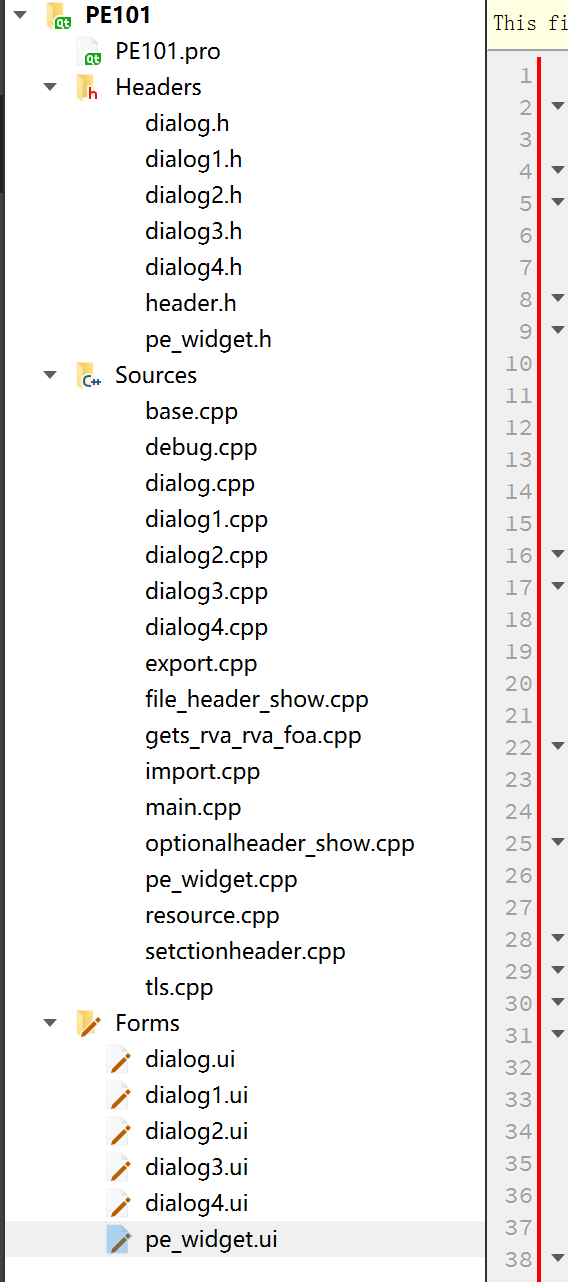 PE101
PE101.pro
Headers
dialog.h
dialog1.h
dialog2.h
dialog3.h
dialog4.h
header.h
pe_widget.h
Sources
base.cpp
debug.cpp
dialog.cpp
dialog1.cpp
dialog2.cpp
dialog3.cpp
dialog4.cpp
export.cpp
file_header_show.cpp
gets_rva_rva_foa.cpp
import.cpp
main.cpp
optionalheader_show.cpp
pe_widget.cpp
resource.cpp
setctionheader.cpp
tls.cpp
Forms
dialog.ui
dialog1.ui
dialog2.ui
dialog3.ui
dialog4.ui
pe_widget.ui
This fi
1
2
3
4
5
6
7
8
9
10
11
12
13
14
15
16
17
18
19
20
21
22
23
24
25
26
27
28
29
30
31
32
33
34
35
36
37
38